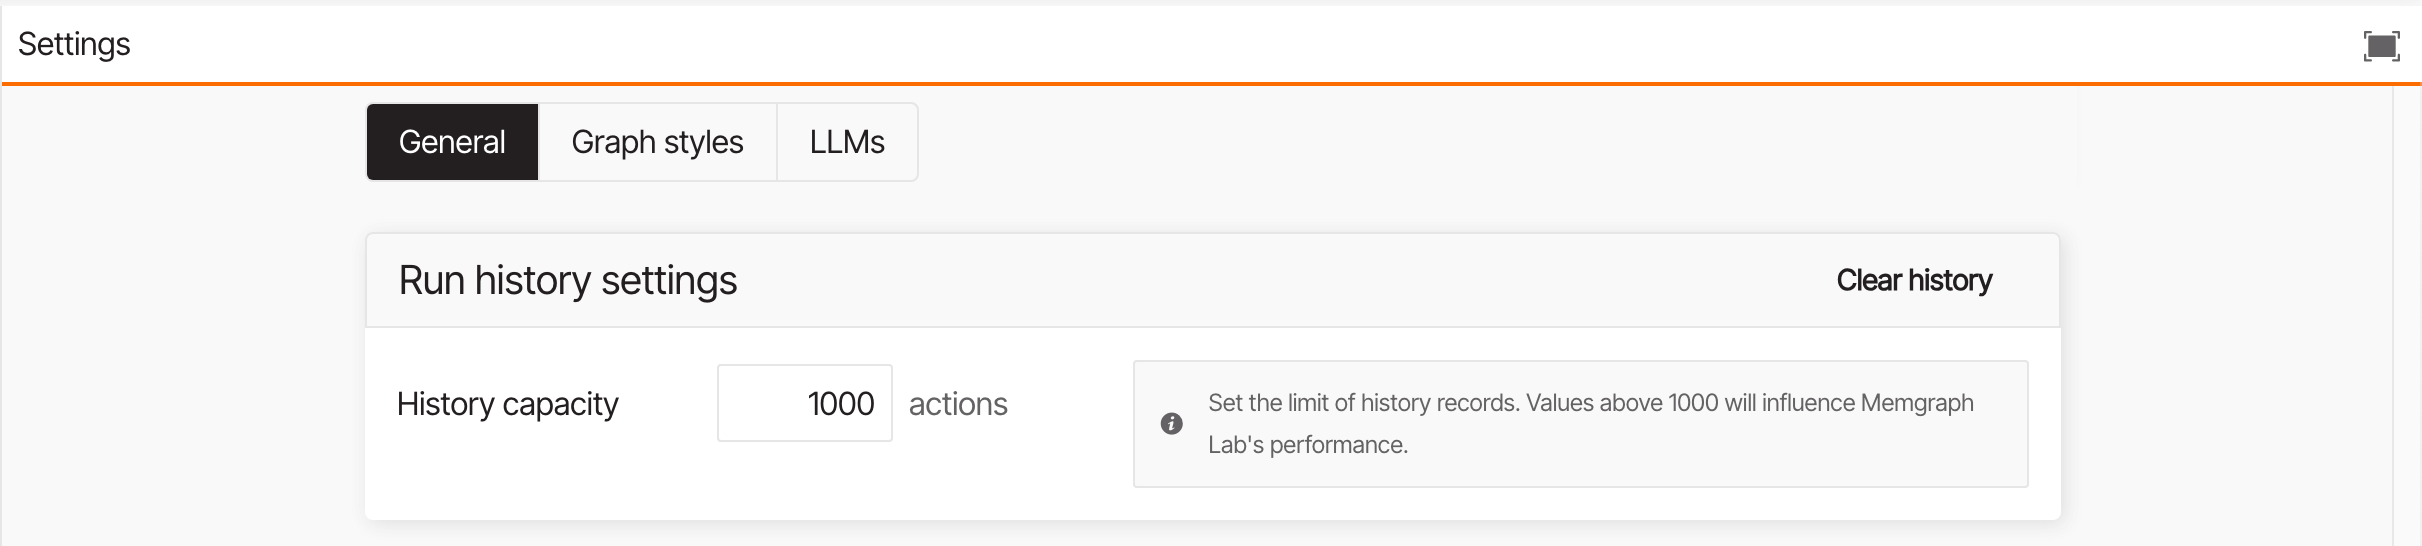 Settings
General
Graph styles
LLMs
Run history settings
Clear history
History capacity
1000
actions
Set the limit of history records. Values above 1000 will influence Memgraph
Lab's performance.